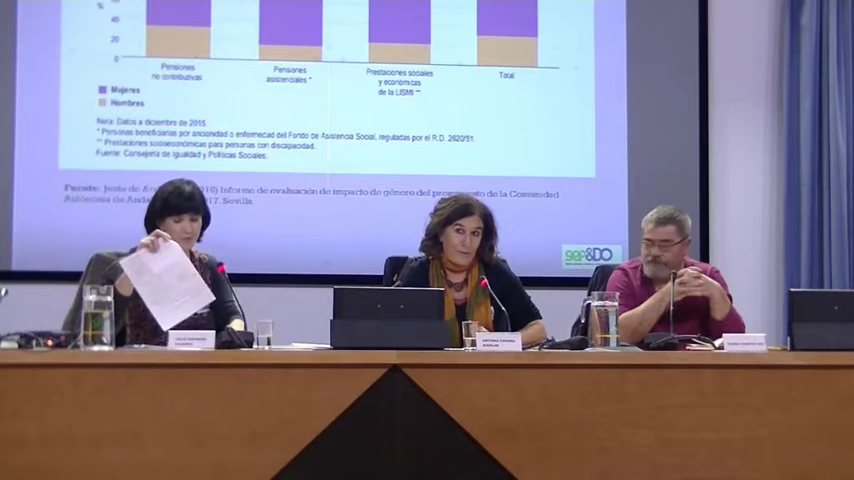 %
40
20
0
Pensiones
no contributivas
Pensiones
asistenciales *
Prestaciones sociales
y económicas
de la LISMI **
Total
Mujeres
Hombres
Nota: Datos a diciembre de 2015.
* Personas beneficiarias por ancianidad o enfermedad del Fondo de Asistencia Social, reguladas por el R.D. 2620/81.
** Prestaciones socioeconómicas para personas con discapacidad.
Fuente: Consejería de Igualdad y Políticas Sociales.
Fuente: Junta de Informe de evaluación de impacto de género del presupuesto de la Comunidad
Autónoma de Sevilla
gep&DO